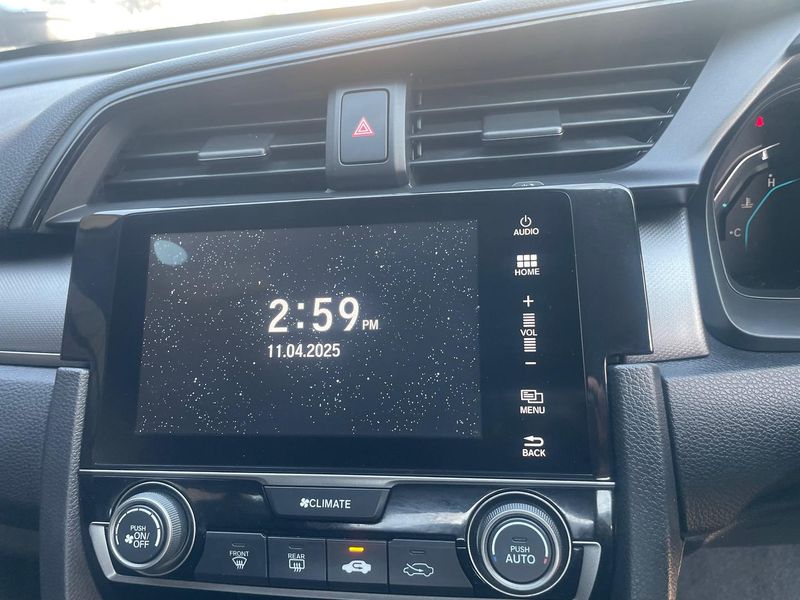 AUDIO
HOME
2:59 PM
11.04.2025
+
VOL
−
MENU
BACK
H
C
CLIMATE
PUSH
ON/
OFF
FRONT
REAR
PUSH
AUTO